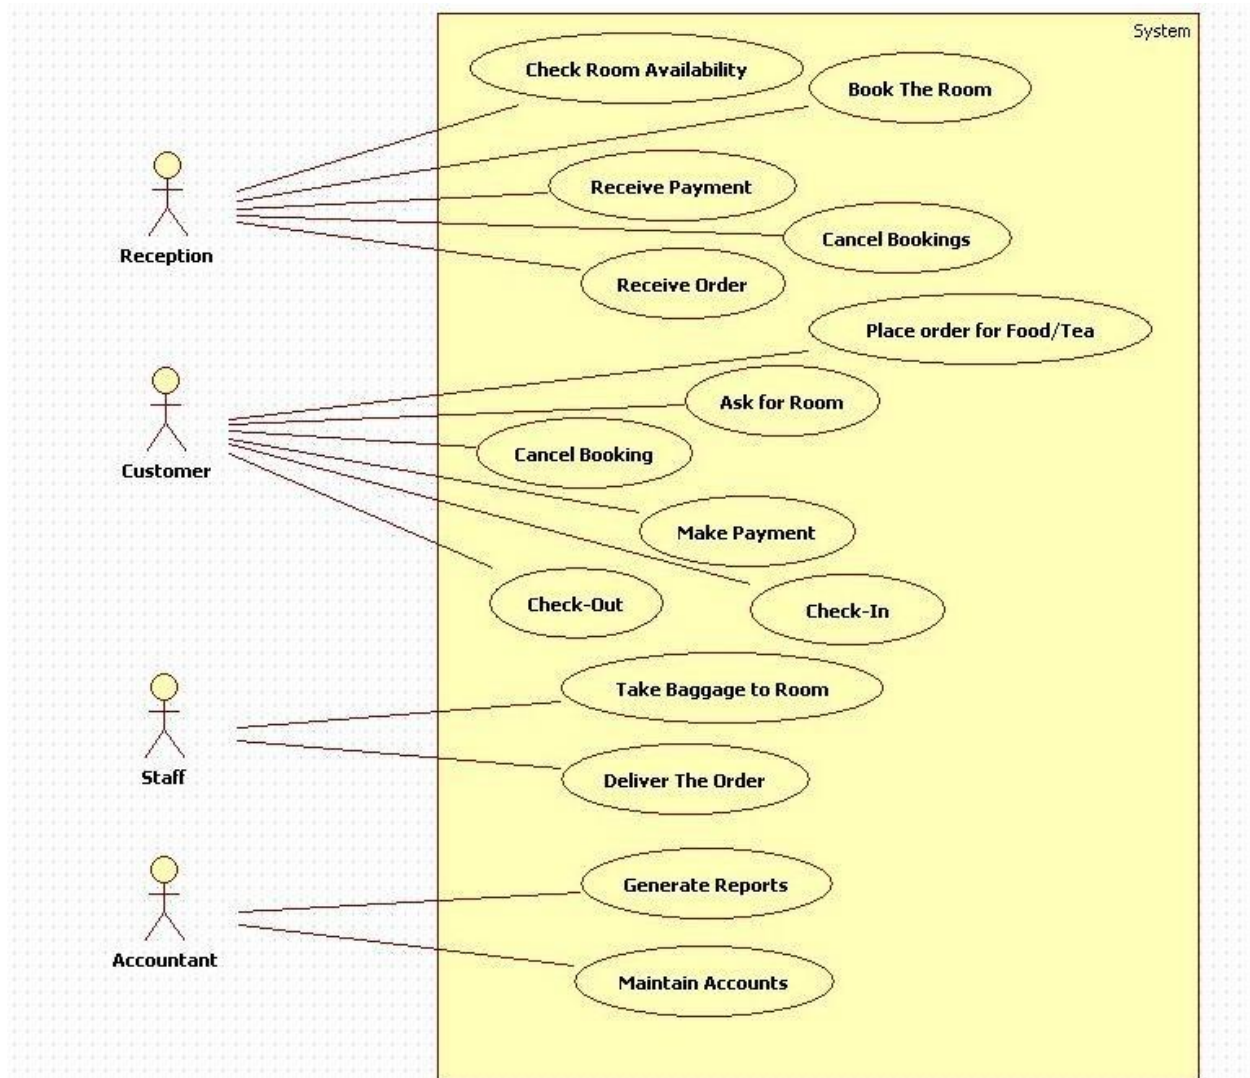 System
Check Room Availability
Book The Room
Receive Payment
Cancel Bookings
Reception
Receive Order
Place order for Food/Tea
Ask for Room
Cancel Booking
Customer
Make Payment
Check-Out
Check-In
Take Baggage to Room
Staff
Deliver The Order
Generate Reports
Accountant
Maintain Accounts